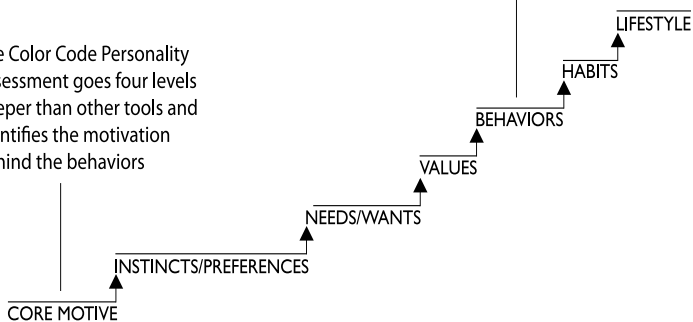 LIFESTYLE
e Color Code Personality
sessment goes four levels
eper than other tools and
ntifies the motivation
hind the behaviors
HABITS
BEHAVIORS
VALUES
NEEDS/WANTS
INSTINCTS/PREFERENCES
CORE MOTIVE